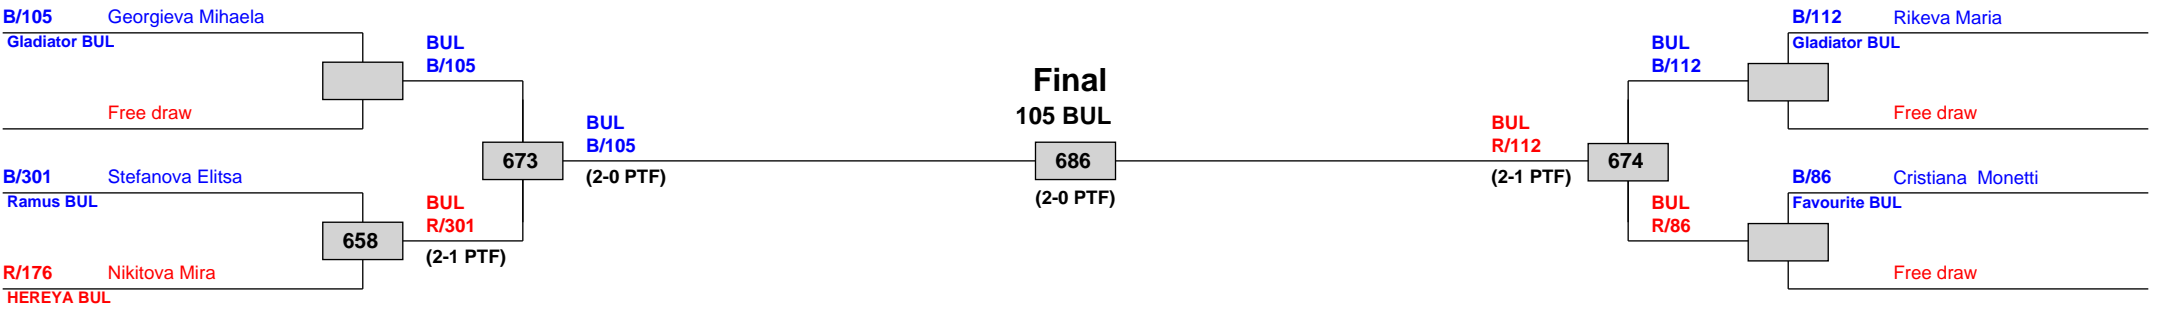 B/105 Georgieva Mihaela
Gladiator BUL
BUL
B/105
Free draw
BUL
B/105
673
(2-0 PTF)
B/301 Stefanova Elitsa
Ramus BUL
BUL
R/301
658
(2-1 PTF)
R/176 Nikitova Mira
HEREYA BUL
Final
105 BUL
686
(2-0 PTF)
B/112 Rikeva Maria
Gladiator BUL
BUL
B/112
Free draw
BUL
R/112
674
(2-1 PTF)
B/86 Cristiana Monetti
Favourite BUL
BUL
R/86
Free draw